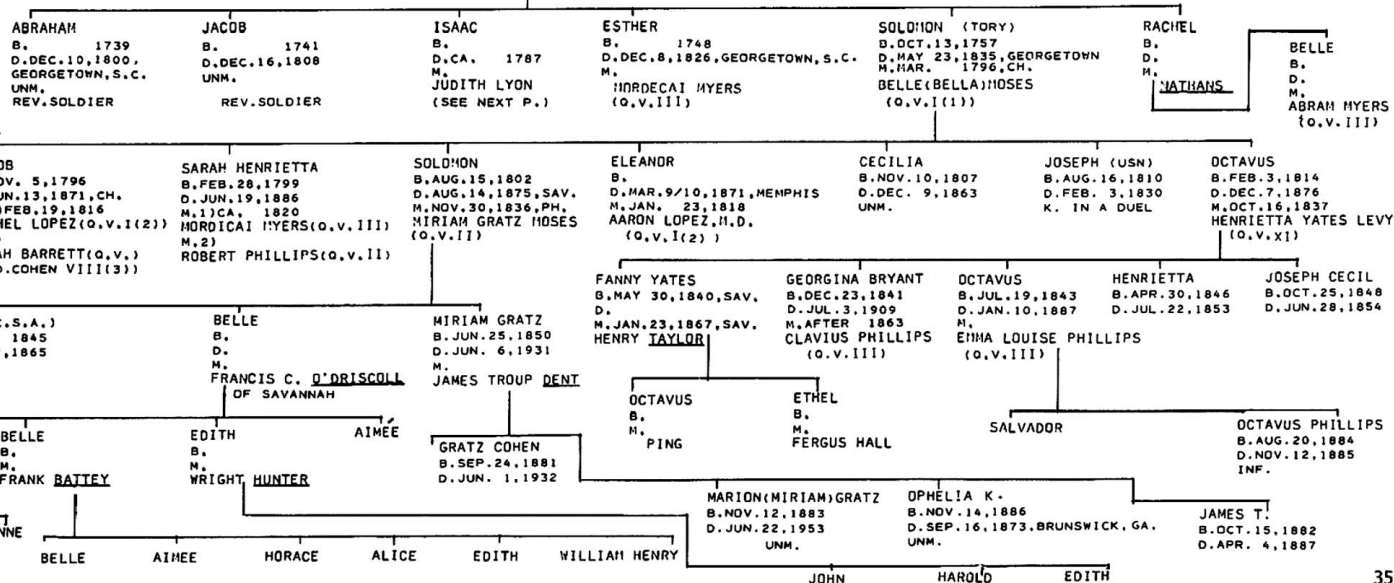 ABRAHAM
B. 1739
D.DEC.10,1800,
GEORGETOWN,S.C.
UNM.
REV.SOLDIER
JACOB
B. 1741
D.DEC.16,1808
UNM.
REV.SOLDIER
ISAAC
B.
D.CA. 1787
M.
JUDITH LYON
(SEE NEXT P.)
ESTHER
B. 1748
D.DEC.8,1826,GEORGETOWN,S.C.
M.
MORDECAI MYERS
(Q.V.III)
SOLOMON (TORY)
B.OCT.13,1757
D.MAY 23,1835,GEORGETOWN
M.MAR. 1796,CH.
BELLE(BELLA)MOSES
(Q.V.I(1))
RACHEL
B.
D.
M.
NATHANS
BELLE
B.
D.
M.
ABRAM MYERS
(Q.V.III)
OB
OV. 5,1796
UN.13,1871,CH.
)FEB.19,1816
HEL LOPEZ(Q.V.I(2))
)
AH BARRETT(Q.V.)
D.COHEN VIII(3))
SARAH HENRIETTA
B.FEB.28,1799
D.JUN.19,1886
M.1)CA. 1820
MORDICAI MYERS(Q.V.III)
M.2)
ROBERT PHILLIPS(Q.V.II)
SOLOMON
B.AUG.15,1802
D.AUG.14,1875,SAV.
M.NOV.30,1836,PH.
MIRIAM GRATZ MOSES
(Q.V.II)
ELEANOR
B.
D.MAR.9/10,1871,MEMPHIS
M.JAN. 23,1818
AARON LOPEZ,M.D.
(Q.V.I(2) )
CECILIA
B.NOV.10,1807
D.DEC. 9,1863
UNM.
JOSEPH (USN)
B.AUG.16,1810
D.FEB. 3,1830
K. IN A DUEL
OCTAVUS
B.FEB.3,1814
D.DEC.7,1876
M.OCT.16,1837
HENRIETTA YATES LEVY
(Q.V.XI)
C.S.A.)
1845
,1865
BELLE
B.
D.
M.
FRANCIS C. O'DRISCOLL
OF SAVANNAH
MIRIAM GRATZ
B.JUN.25,1850
D.JUN. 6,1931
M.
JAMES TROUP DENT
FANNY YATES
B.MAY 30,1840,SAV.
D.
M.JAN.23,1867,SAV.
HENRY TAYLOR
GEORGINA BRYANT
B.DEC.23,1841
D.JUL.3,1909
M.AFTER 1863
CLAVIUS PHILLIPS
(Q.V.III)
OCTAVUS
B.JUL.19,1843
D.JAN.10,1887
M.
EMMA LOUISE PHILLIPS
(Q.V.III)
HENRIETTA
B.APR.30,1846
D.JUL.22,1853
JOSEPH CECIL
B.OCT.25,1848
D.JUN.28,1854
BELLE
B.
M.
FRANK BATTEY
EDITH
B.
M.
WRIGHT HUNTER
AIMÉE
GRATZ COHEN
B.SEP.24,1881
D.JUN. 1,1932
OCTAVUS
B.
M.
PING
ETHEL
B.
M.
FERGUS HALL
SALVADOR
OCTAVUS PHILLIPS
B.AUG.20,1884
D.NOV.12,1885
INF.
MARION(MIRIAM)GRATZ
B.NOV.12,1883
D.JUN.22,1953
UNM.
OPHELIA K.
B.NOV.14,1886
D.SEP.16,1873,BRUNSWICK,GA.
UNM.
JAMES T.
B.OCT.15,1882
D.APR. 4,1887
NNE
BELLE AIMEE HORACE ALICE EDITH WILLIAM HENRY
JOHN HAROLD EDITH
35